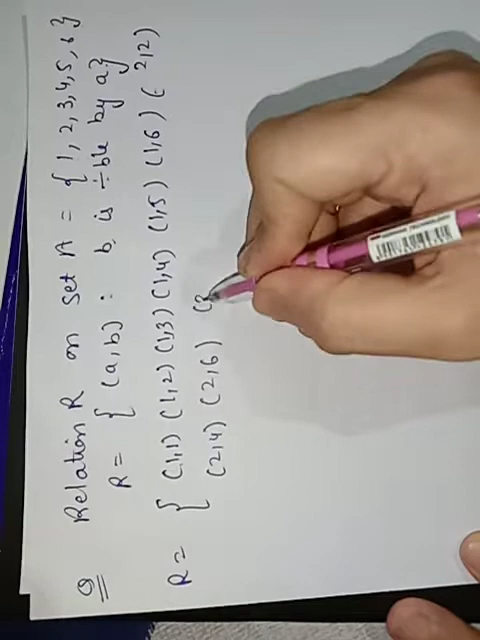 Q Relation R on set A = {1,2,3,4,5,6}
R = { (a,b) : b is ÷ble by a}
R = { (1,1) (1,2) (1,3) (1,4) (1,5) (1,6) (2,2)
(2,4) (2,6) (3